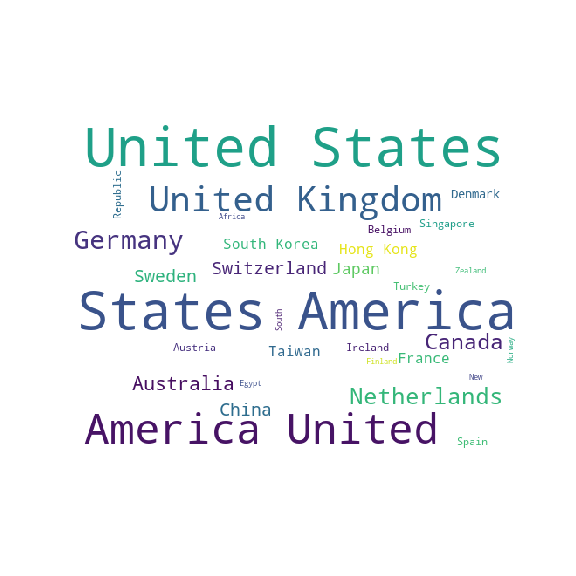 United States
Republic
United Kingdom
Denmark
Africa
Singapore
Belgium
Germany
South Korea
Hong Kong
Sweden
Switzerland
Japan
Zealand
Turkey
States America
South
Canada
Norway
Austria
Taiwan
Ireland
France
Finland
New
Australia
Egypt
Netherlands
China
America United
Spain